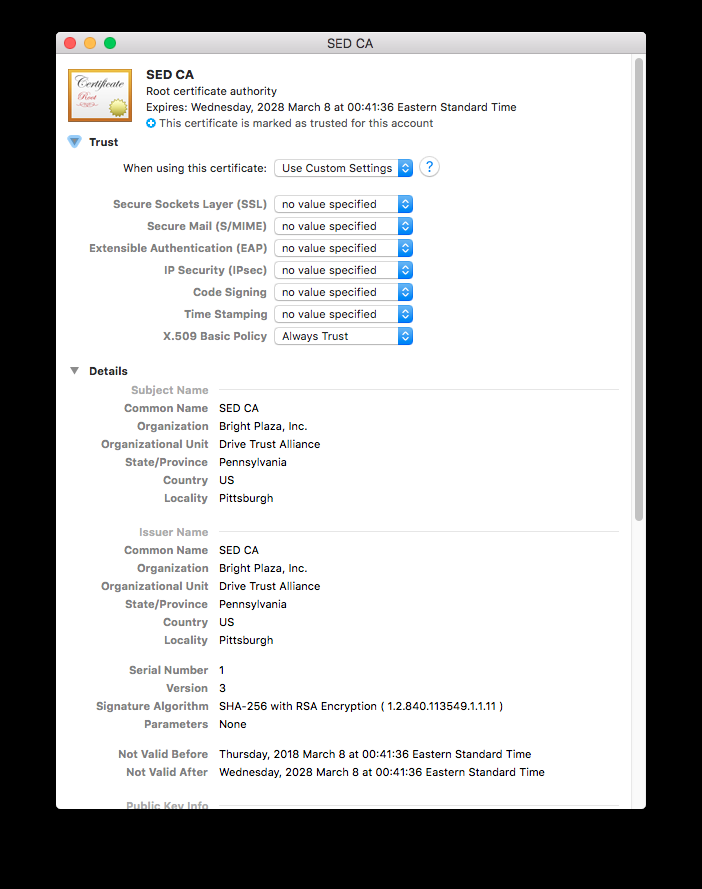 SED CA
Certificate
Root
SED CA
Root certificate authority
Expires: Wednesday, 2028 March 8 at 00:41:36 Eastern Standard Time
This certificate is marked as trusted for this account
Trust
When using this certificate: Use Custom Settings ?
Secure Sockets Layer (SSL) no value specified
Secure Mail (S/MIME) no value specified
Extensible Authentication (EAP) no value specified
IP Security (IPsec) no value specified
Code Signing no value specified
Time Stamping no value specified
X.509 Basic Policy Always Trust
Details
Subject Name
Common Name SED CA
Organization Bright Plaza, Inc.
Organizational Unit Drive Trust Alliance
State/Province Pennsylvania
Country US
Locality Pittsburgh
Issuer Name
Common Name SED CA
Organization Bright Plaza, Inc.
Organizational Unit Drive Trust Alliance
State/Province Pennsylvania
Country US
Locality Pittsburgh
Serial Number 1
Version 3
Signature Algorithm SHA-256 with RSA Encryption ( 1.2.840.113549.1.1.11 )
Parameters None
Not Valid Before Thursday, 2018 March 8 at 00:41:36 Eastern Standard Time
Not Valid After Wednesday, 2028 March 8 at 00:41:36 Eastern Standard Time
Public Key Info